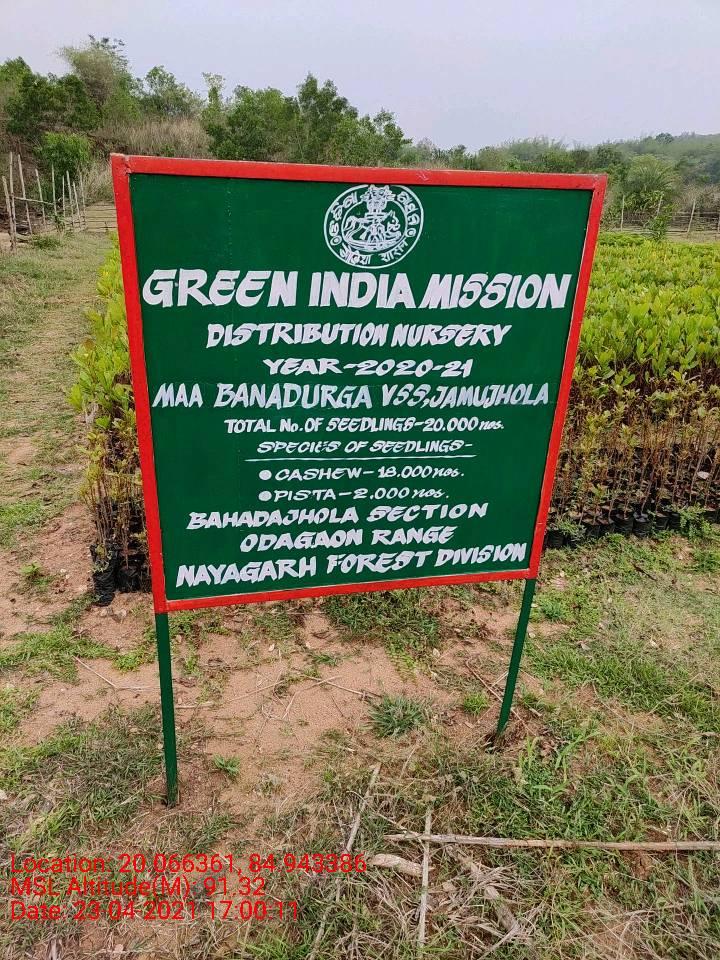 GREEN INDIA MISSION
DISTRIBUTION NURSERY
YEAR-2020-21
MAA BANADURGA VSS, JAMUJHOLA
TOTAL No. OF SEEDLINGS-20.000 nos.
SPECIES OF SEEDLINGS-
● CASHEW-18.000 nos.
● PISTA-2.000 nos.
BAHADAJHOLA SECTION
ODAGAON RANGE
NAYAGARH FOREST DIVISION
Location: 20.066361, 84.943386
MSL Altitude(M): 91.32
Date: 23-04-2021 17:00:11